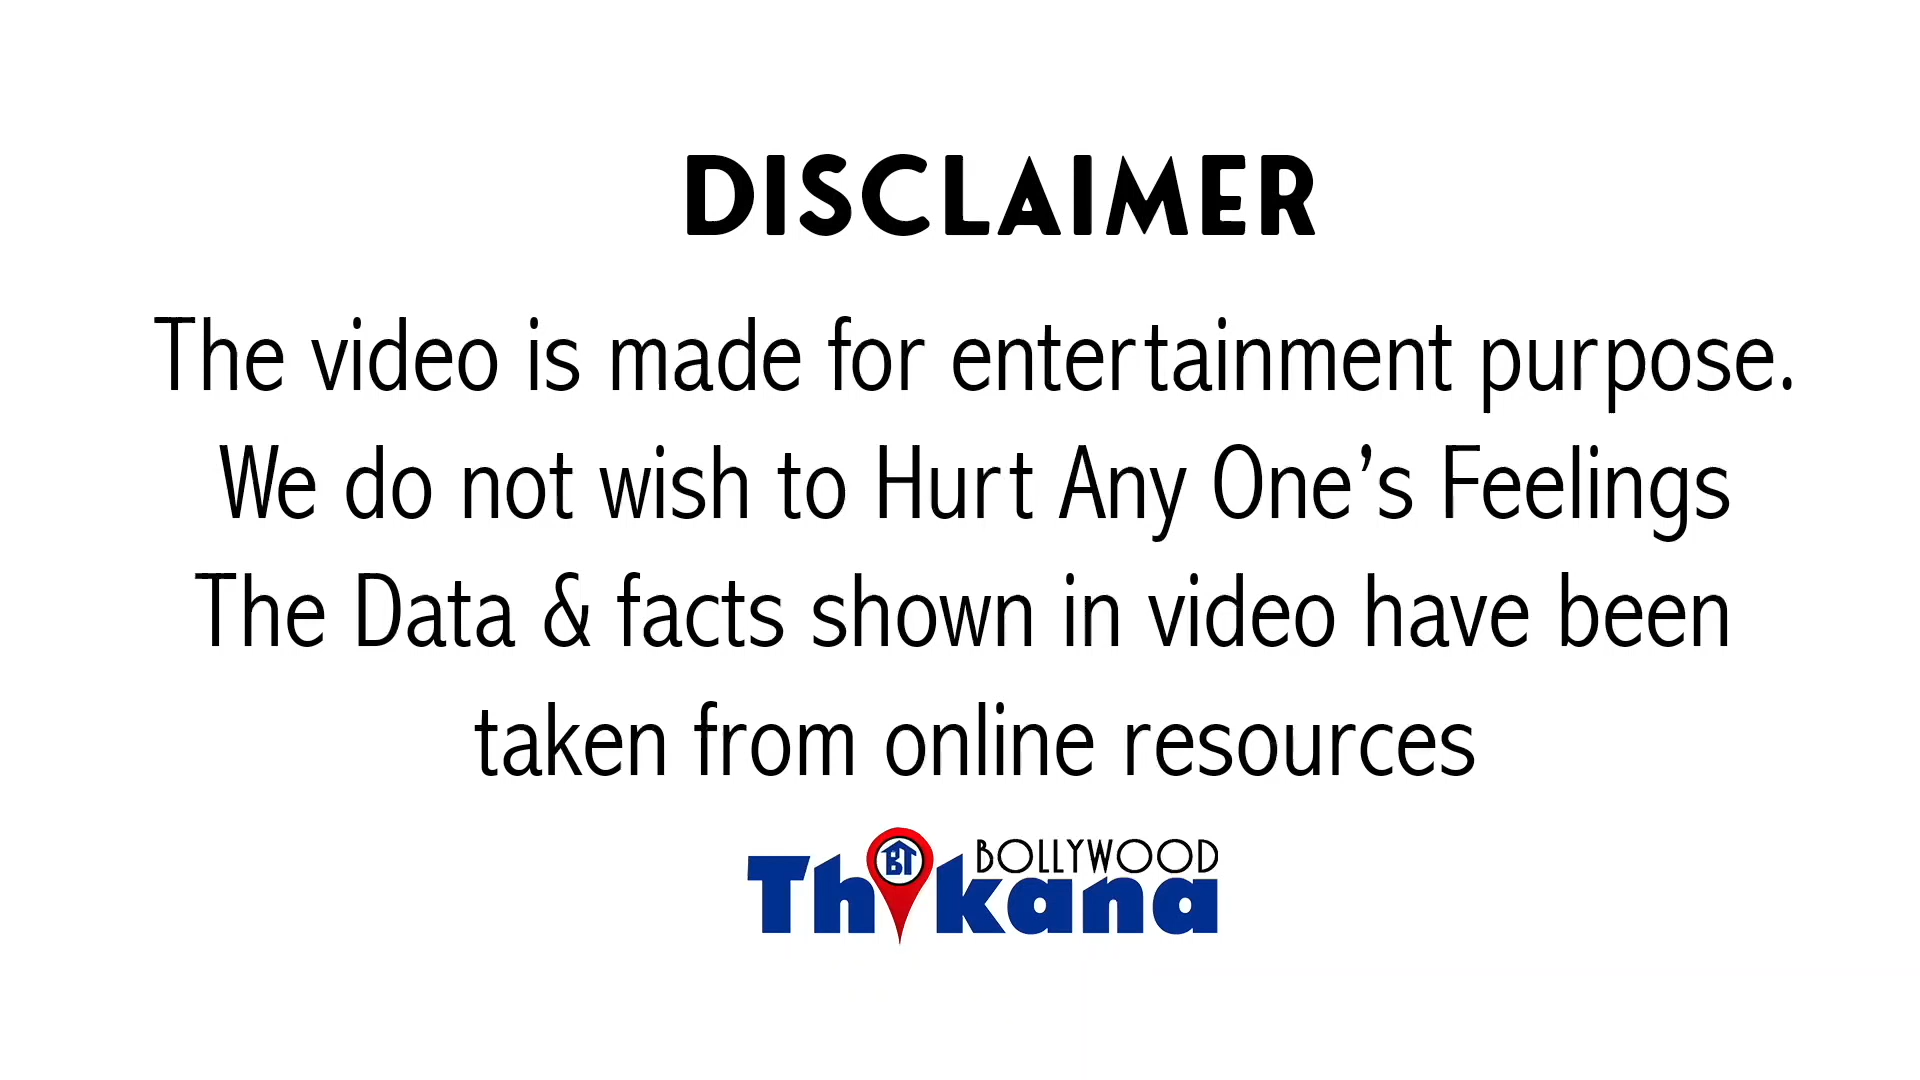 DISCLAIMER
The video is made for entertainment purpose.
We do not wish to Hurt Any One’s Feelings
The Data & facts shown in video have been
taken from online resources
BT
BOLLYWOOD
Thikana